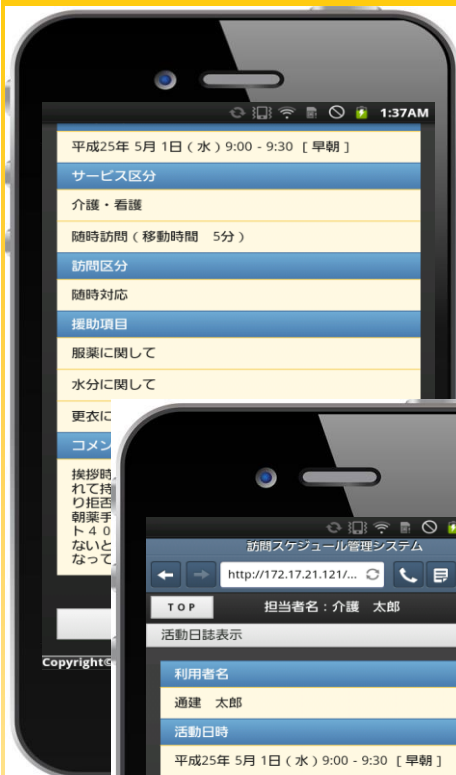 1:37AM
平成25年 5月 1日(水)9:00 - 9:30 [ 早朝 ]
サービス区分
介護・看護
随時訪問(移動時間 5分)
訪問区分
随時対応
援助項目
服薬に関して
水分に関して
更衣に
コメン
挨拶時
れて持
り拒否
朝薬手
ト40
ないと
なって
Copyright©
訪問スケジュール管理システム
http://172.17.21.121/...
TOP
担当者名:介護 太郎
活動日誌表示
利用者名
通建 太郎
活動日時
平成25年 5月 1日(水)9:00 - 9:30 [ 早朝 ]